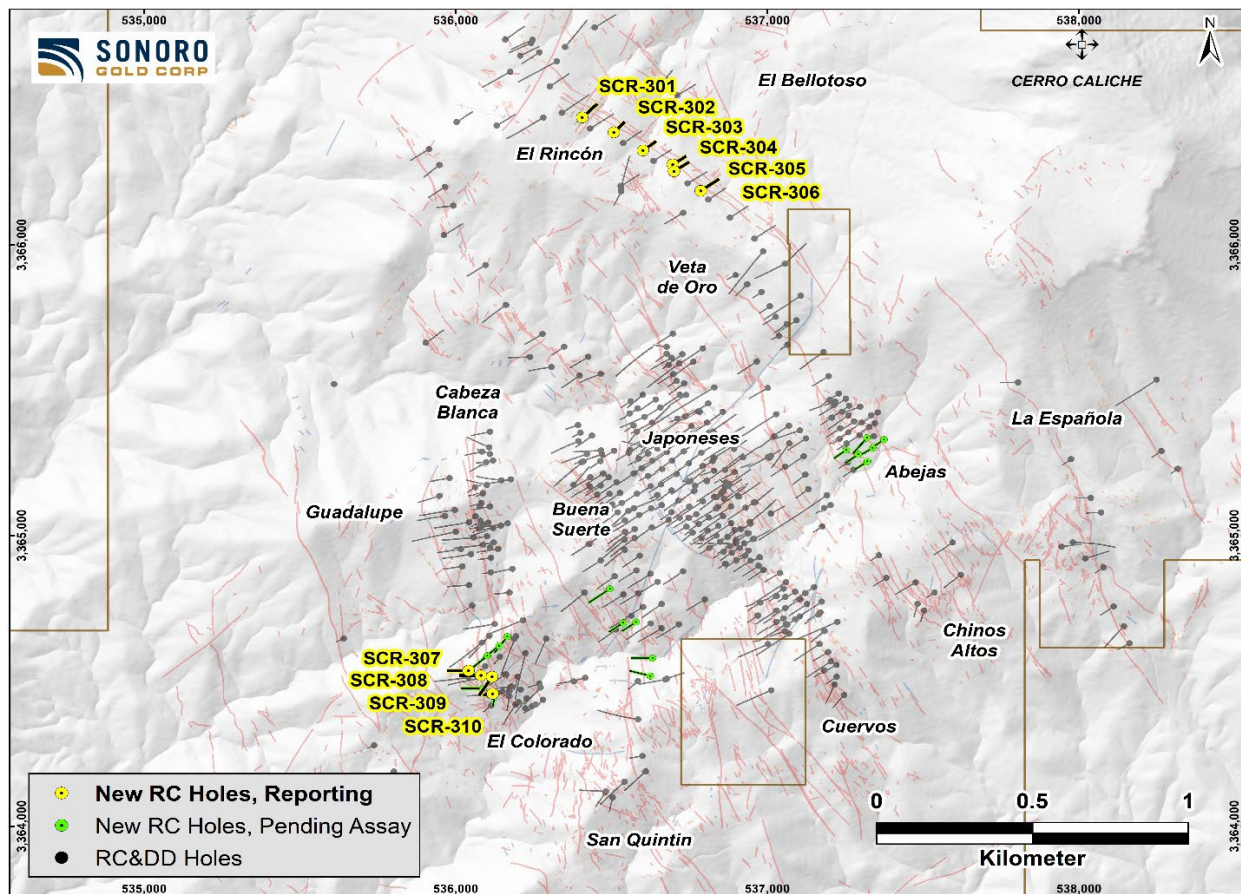 535,000
536,000
537,000
538,000
SONORO
GOLD CORP
N
CERRO CALICHE
El Bellotoso
SCR-301
SCR-302
SCR-303
SCR-304
SCR-305
SCR-306
El Rincón
3,366,000
3,366,000
Veta
de Oro
Cabeza
Blanca
Japoneses
La Española
Abejas
Guadalupe
Buena
Suerte
3,365,000
3,365,000
Chinos
Altos
SCR-307
SCR-308
SCR-309
SCR-310
El Colorado
Cuervos
San Quintin
3,364,000
3,364,000
New RC Holes, Reporting
New RC Holes, Pending Assay
RC&DD Holes
0
0.5
1
Kilometer
535,000
536,000
537,000
538,000